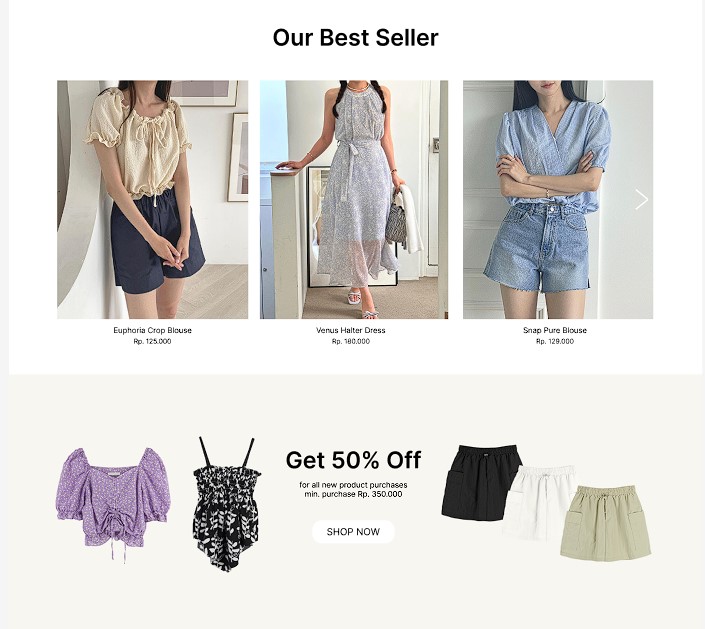 Our Best Seller
Euphoria Crop Blouse
Rp. 125.000
Venus Halter Dress
Rp. 160.000
Snap Pure Blouse
Rp. 129.000
Get 50% Off
for all new product purchases
min. purchase Rp. 350.000
SHOP NOW